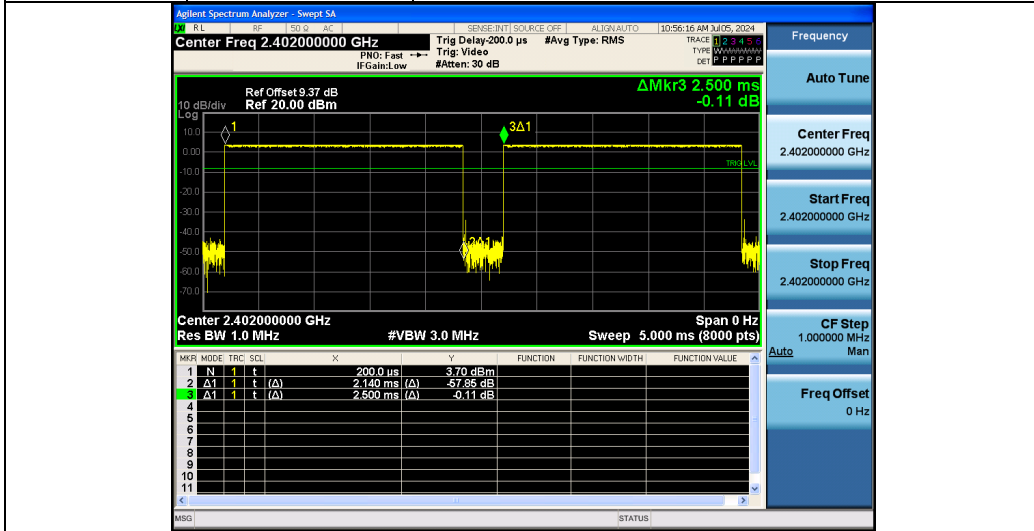 Agilent Spectrum Analyzer - Swept SA
RL RF 50 Ω AC SENSE:INT SOURCE OFF ALIGN AUTO 10:56:16 AM Jul 05, 2024
Center Freq 2.402000000 GHz
PNO: Fast
IFGain:Low
Trig Delay-200.0 µs #Avg Type: RMS
Trig: Video
#Atten: 30 dB
TRACE 1 2 3 4 5 6
TYPE
DET P P P P P P
ΔMkr3 2.500 ms
-0.11 dB
Ref Offset 9.37 dB
10 dB/div Ref 20.00 dBm
Log
10.0
0.00
-10.0
-20.0
-30.0
-40.0
-50.0
-60.0
-70.0
1
3Δ1
2Δ1
TRIG LVL
Center 2.402000000 GHz Span 0 Hz
Res BW 1.0 MHz #VBW 3.0 MHz Sweep 5.000 ms (8000 pts)
MKR MODE TRC SCL X Y FUNCTION FUNCTION WIDTH FUNCTION VALUE
1 N 1 t 200.0 µs 3.70 dBm
2 Δ1 1 t (Δ) 2.140 ms (Δ) -57.85 dB
3 Δ1 1 t (Δ) 2.500 ms (Δ) -0.11 dB
4
5
6
7
8
9
10
11
MSG STATUS
Frequency
Auto Tune
Center Freq
2.402000000 GHz
Start Freq
2.402000000 GHz
Stop Freq
2.402000000 GHz
CF Step
1.000000 MHz
Auto Man
Freq Offset
0 Hz